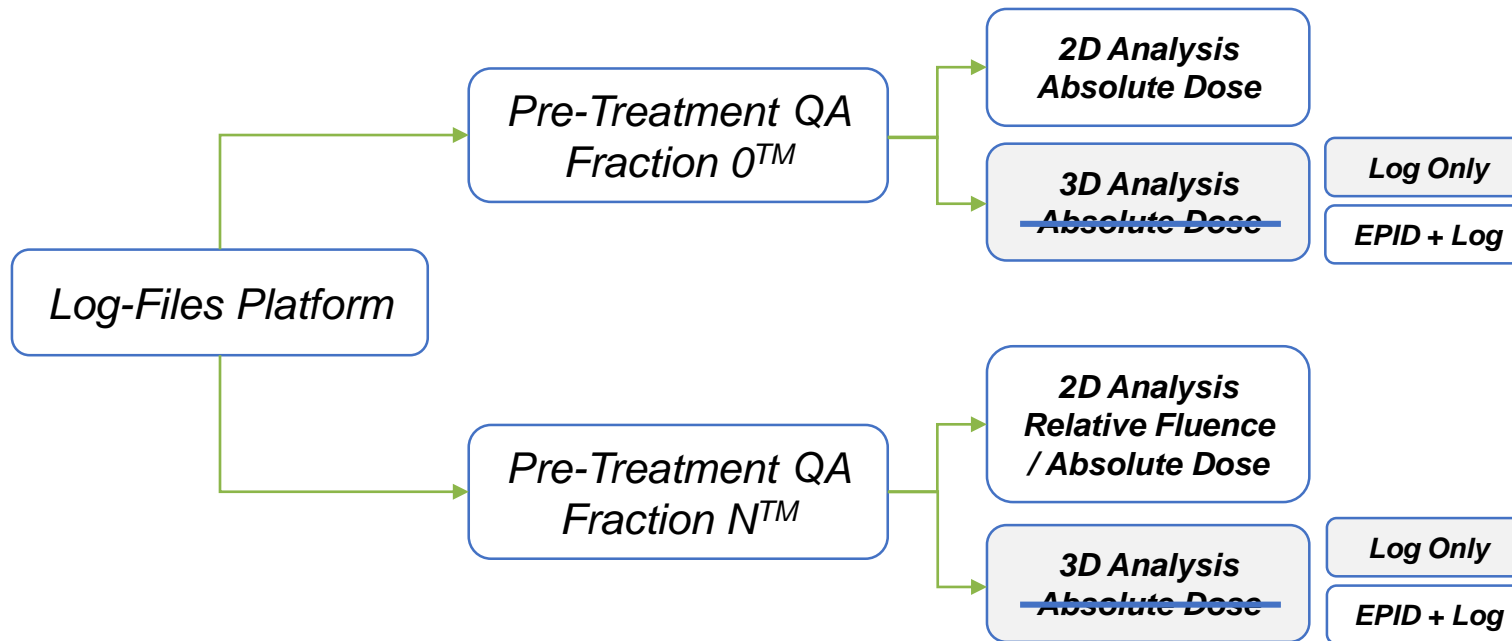 2D Analysis
Absolute Dose
Pre-Treatment QA
Fraction 0TM
3D Analysis
Absolute Dose
Log Only
EPID + Log
Log-Files Platform
2D Analysis
Relative Fluence
/ Absolute Dose
Pre-Treatment QA
Fraction NTM
3D Analysis
Absolute Dose
Log Only
EPID + Log